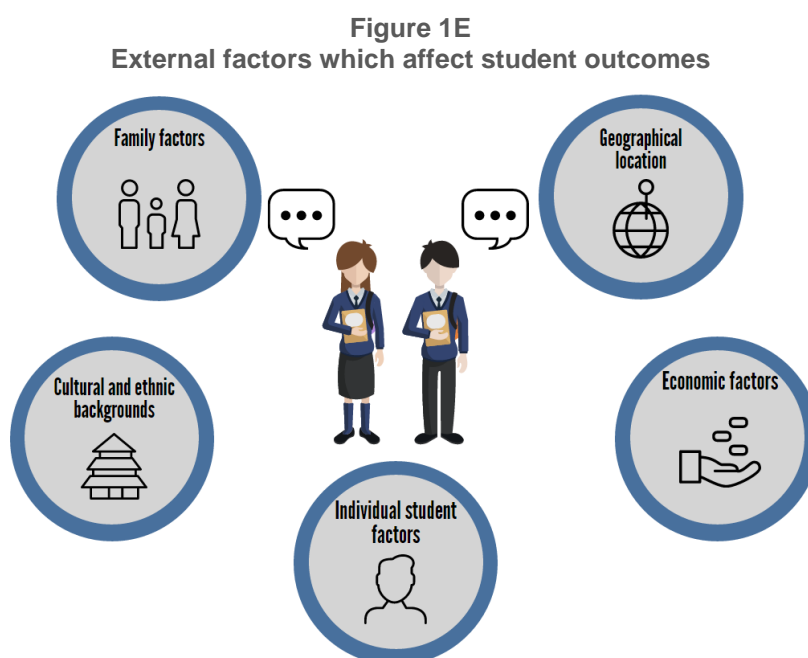 Figure 1E
External factors which affect student outcomes
Family factors
Geographical
location
Cultural and ethnic
backgrounds
Economic factors
Individual student
factors